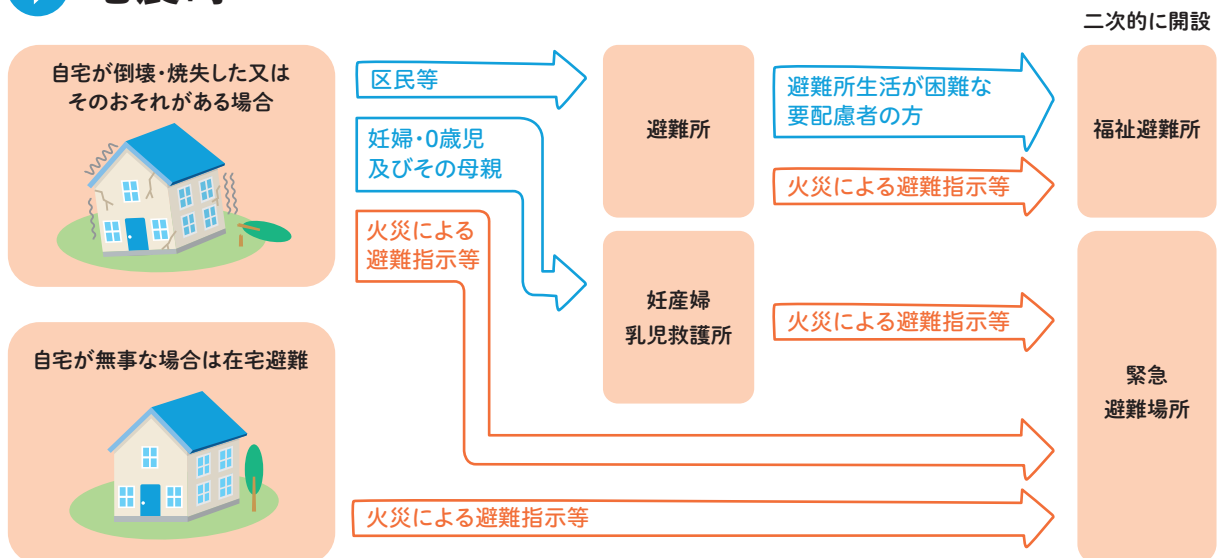 二次的に開設
自宅が倒壊・焼失した又は
そのおそれがある場合
区民等
妊婦・0歳児
及びその母親
火災による
避難指示等
避難所
避難所生活が困難な
要配慮者の方
火災による避難指示等
福祉避難所
妊産婦
乳児救護所
火災による避難指示等
緊急
避難場所
自宅が無事な場合は在宅避難
火災による避難指示等